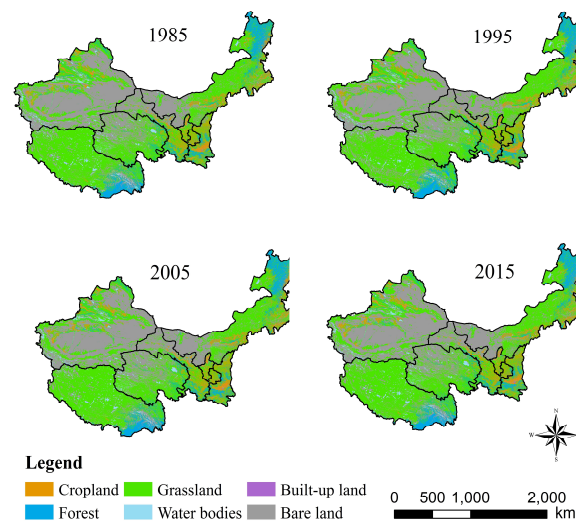 1985
1995
2005
2015
N
W
E
S
Legend
Cropland
Grassland
Built-up land
Forest
Water bodies
Bare land
0 500 1,000 2,000
km